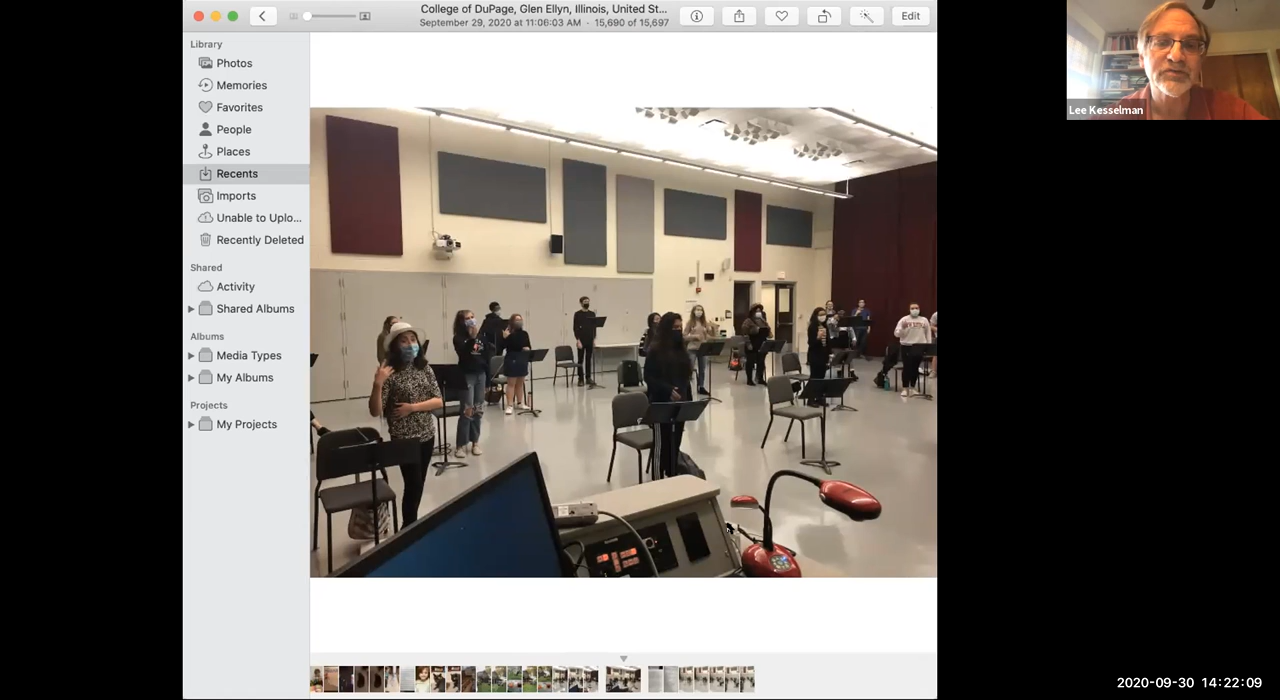 College of DuPage, Glen Ellyn, Illinois, United St...
September 29, 2020 at 11:06:03 AM · 15,690 of 15,697
Edit
Library
Photos
Memories
Favorites
People
Places
Recents
Imports
Unable to Uplo...
Recently Deleted
Shared
Activity
Shared Albums
Albums
Media Types
My Albums
Projects
My Projects
Lee Kesselman
2020-09-30 14:22:09